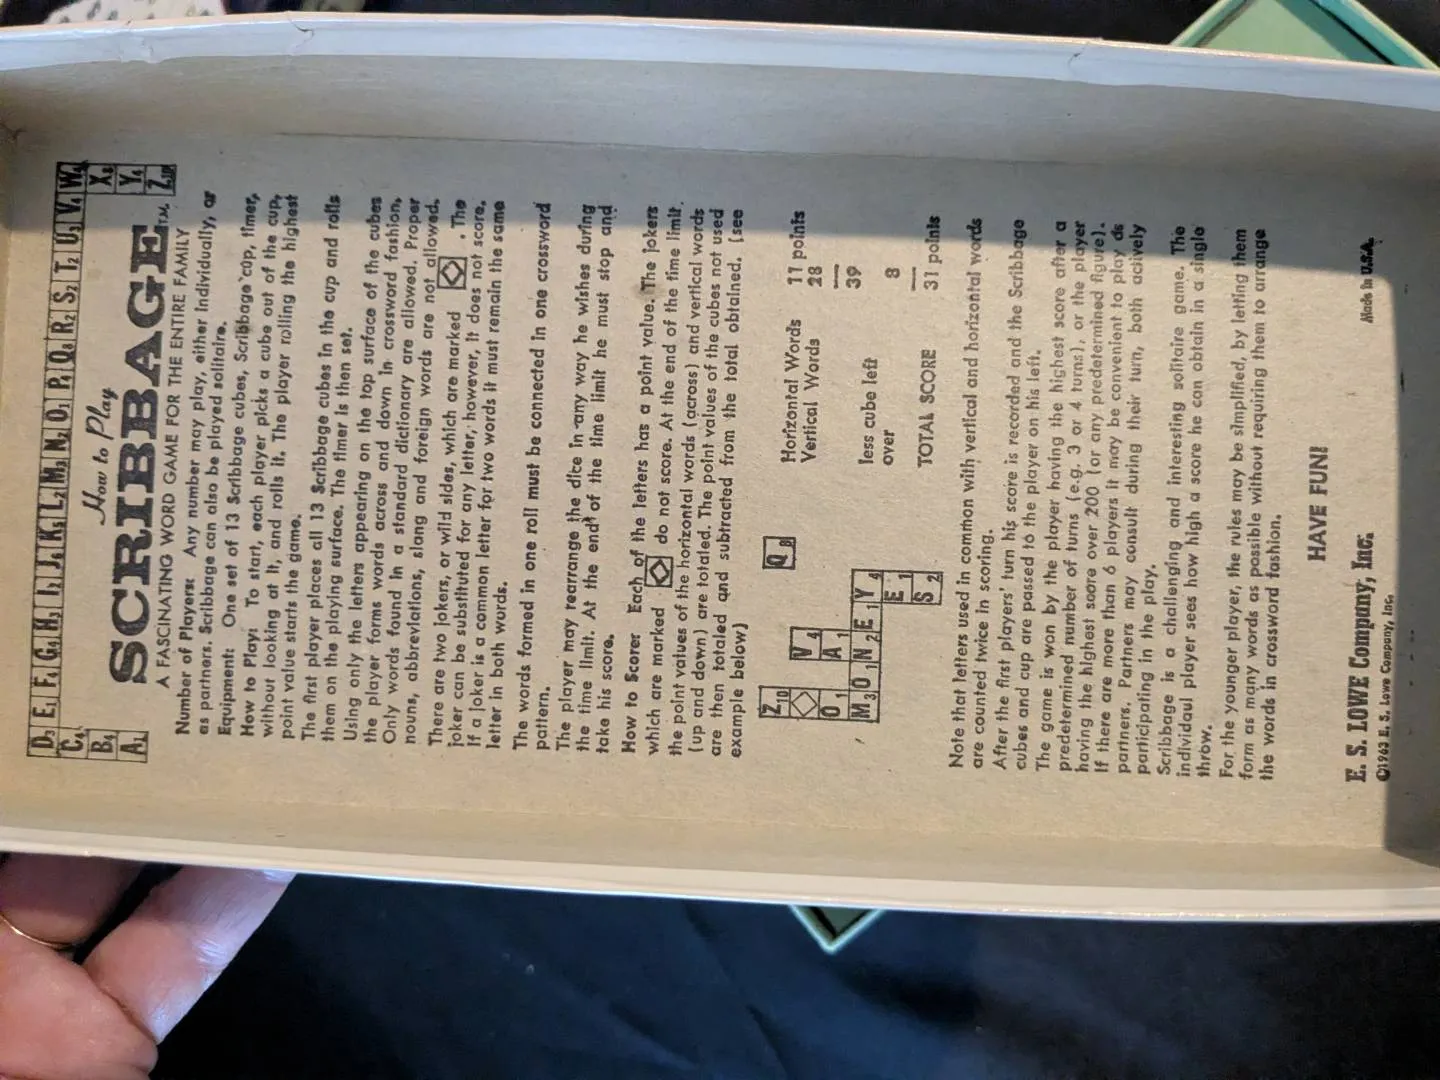 D3 E1 F4 G4 H4 I1 J6 K5 L2 M3 N2 O1 P4 Q8 R2 S2 T2 U3 V4 W4
C4 X8
B4 Y4
A1 Z10
How to Play
SCRIBBAGE™
A FASCINATING WORD GAME FOR THE ENTIRE FAMILY
Number of Players: Any number may play, either individually, or
as partners. Scribbage can also be played solitaire.
Equipment: One set of 13 Scribbage cubes, Scribbage cup, timer,
How to Play: To start, each player picks a cube out of the cup,
without looking at it, and rolls it. The player rolling the highest
point value starts the game.
The first player places all 13 Scribbage cubes in the cup and rolls
them on the playing surface. The timer is then set.
Using only the letters appearing on the top surface of the cubes
the player forms words across and down in crossword fashion.
Only words found in a standard dictionary are allowed. Proper
nouns, abbreviations, slang and foreign words are not allowed.
There are two jokers, or wild sides, which are marked . The
joker can be substituted for any letter, however, it does not score.
If a joker is a common letter for two words it must remain the same
letter in both words.
The words formed in one roll must be connected in one crossword
pattern.
The player may rearrange the dice in any way he wishes during
the time limit. At the end of the time limit he must stop and
take his score.
How to Score: Each of the letters has a point value. The jokers
which are marked do not score. At the end of the time limit,
the point values of the horizontal words (across) and vertical words
(up and down) are totaled. The point values of the cubes not used
are then totaled and subtracted from the total obtained. (see
example below)
Z10 Q8
V4
O1 A1
M3 O1 N2 E1 Y4
E1
S2
Horizontal Words 11 points
Vertical Words 28
39
less cube left
over 8
TOTAL SCORE 31 points
Note that letters used in common with vertical and horizontal words
are counted twice in scoring.
After the first players' turn his score is recorded and the Scribbage
cubes and cup are passed to the player on his left.
The game is won by the player having the highest score after a
predetermined number of turns (e.g. 3 or 4 turns), or the player
having the highest score over 200 (or any predetermined figure).
If there are more than 6 players it may be convenient to play as
partners. Partners may consult during their turn, both actively
participating in the play.
Scribbage is a challenging and interesting solitaire game. The
individaul player sees how high a score he can obtain in a single
throw.
For the younger player, the rules may be simplified, by letting them
form as many words as possible without requiring them to arrange
the words in crossword fashion.
HAVE FUN!
E. S. LOWE Company, Inc. Made in U.S.A.
©1963 E. S. Lowe Company, Inc.